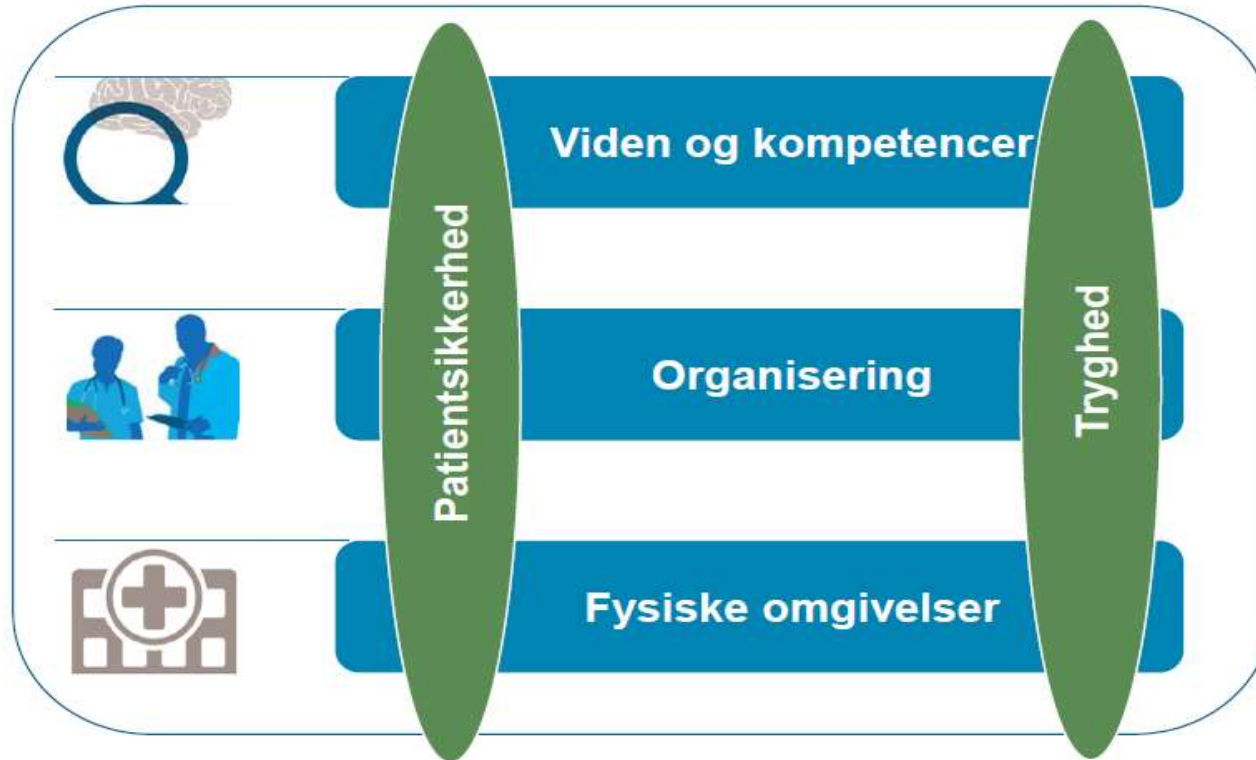 Viden og kompetencer
Patientsikkerhed
Organisering
Tryghed
Fysiske omgivelser